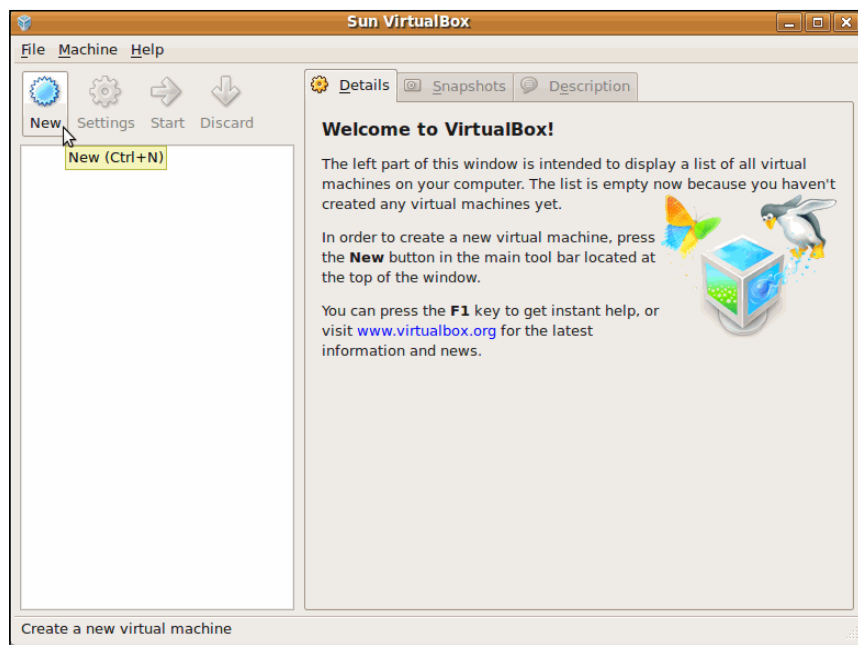 Sun VirtualBox
File Machine Help
New Settings Start Discard
New (Ctrl+N)
Details Snapshots Description
Welcome to VirtualBox!
The left part of this window is intended to display a list of all virtual
machines on your computer. The list is empty now because you haven't
created any virtual machines yet.
In order to create a new virtual machine, press
the New button in the main tool bar located at
the top of the window.
You can press the F1 key to get instant help, or
visit www.virtualbox.org for the latest
information and news.
Create a new virtual machine